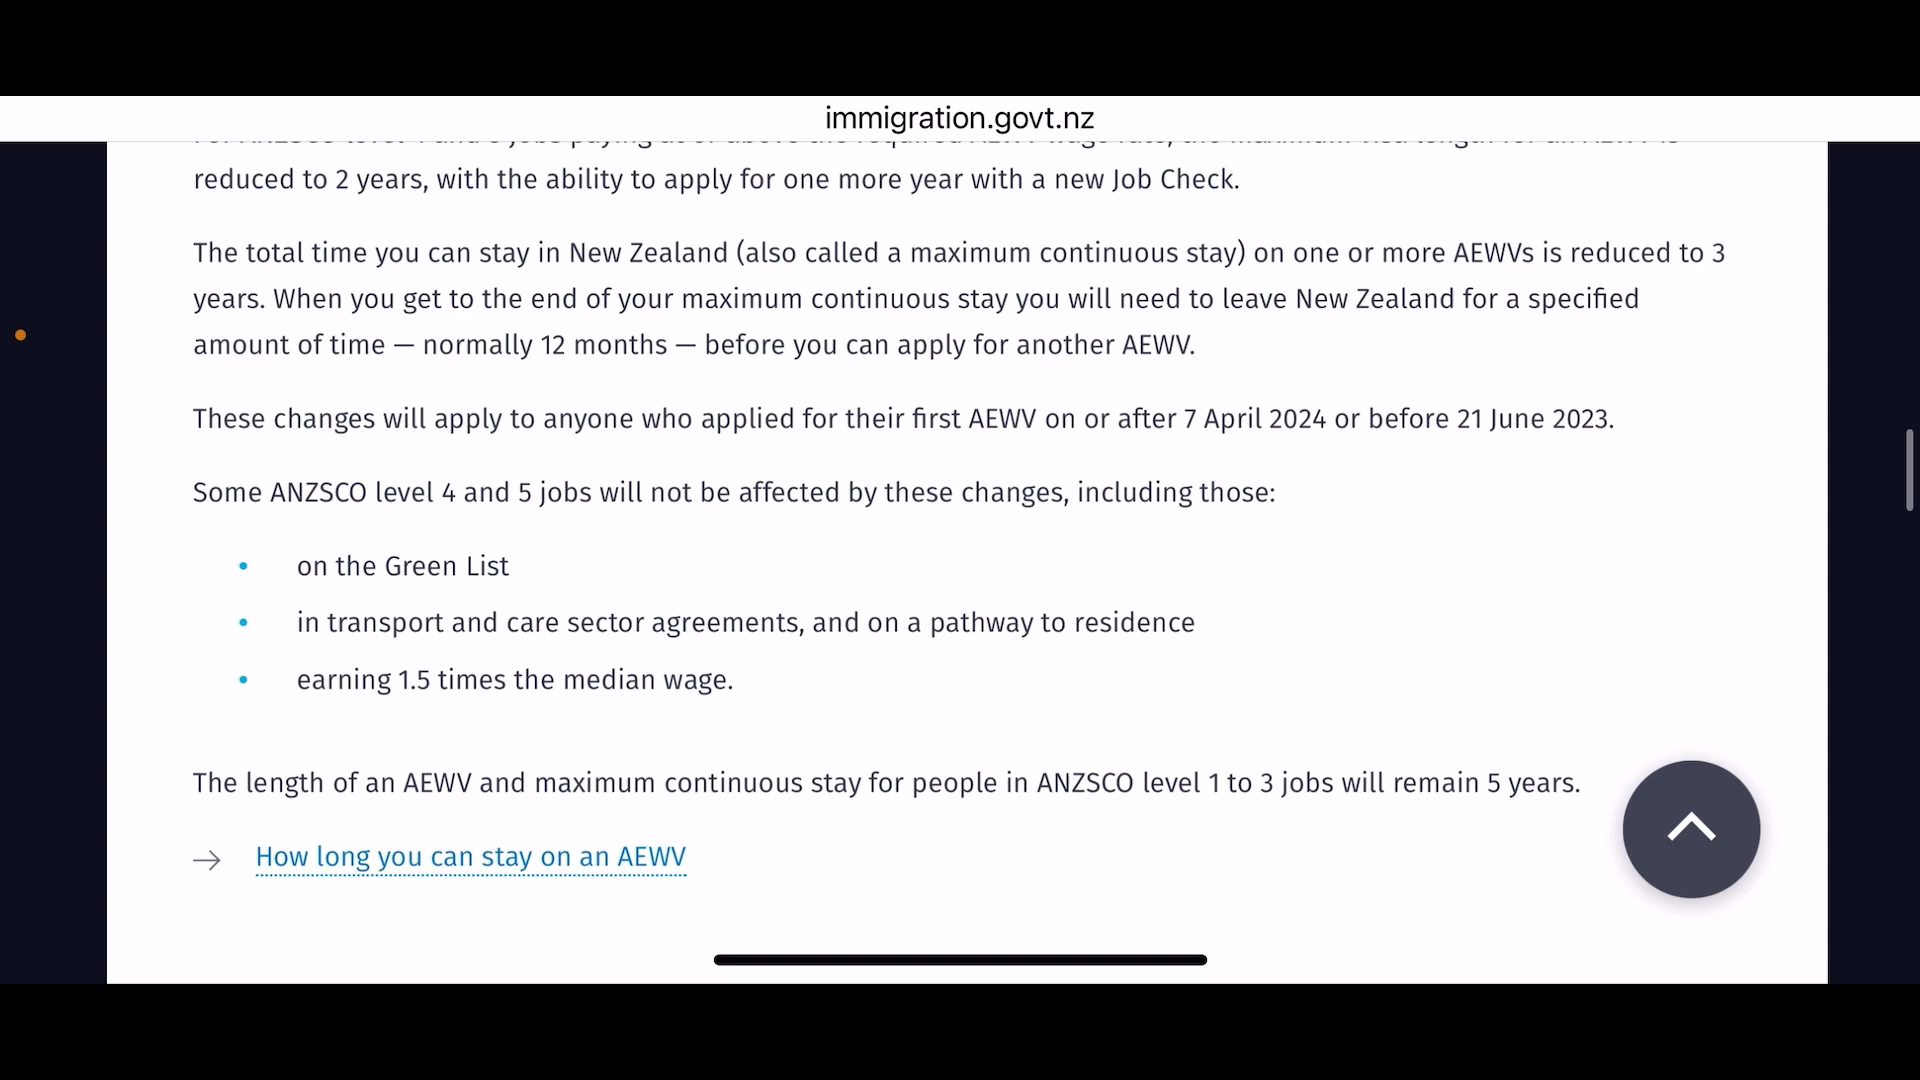 immigration.govt.nz
reduced to 2 years, with the ability to apply for one more year with a new Job Check.
The total time you can stay in New Zealand (also called a maximum continuous stay) on one or more AEWVs is reduced to 3
years. When you get to the end of your maximum continuous stay you will need to leave New Zealand for a specified
amount of time — normally 12 months — before you can apply for another AEWV.
These changes will apply to anyone who applied for their first AEWV on or after 7 April 2024 or before 21 June 2023.
Some ANZSCO level 4 and 5 jobs will not be affected by these changes, including those:
• on the Green List
• in transport and care sector agreements, and on a pathway to residence
• earning 1.5 times the median wage.
The length of an AEWV and maximum continuous stay for people in ANZSCO level 1 to 3 jobs will remain 5 years.
→ How long you can stay on an AEWV